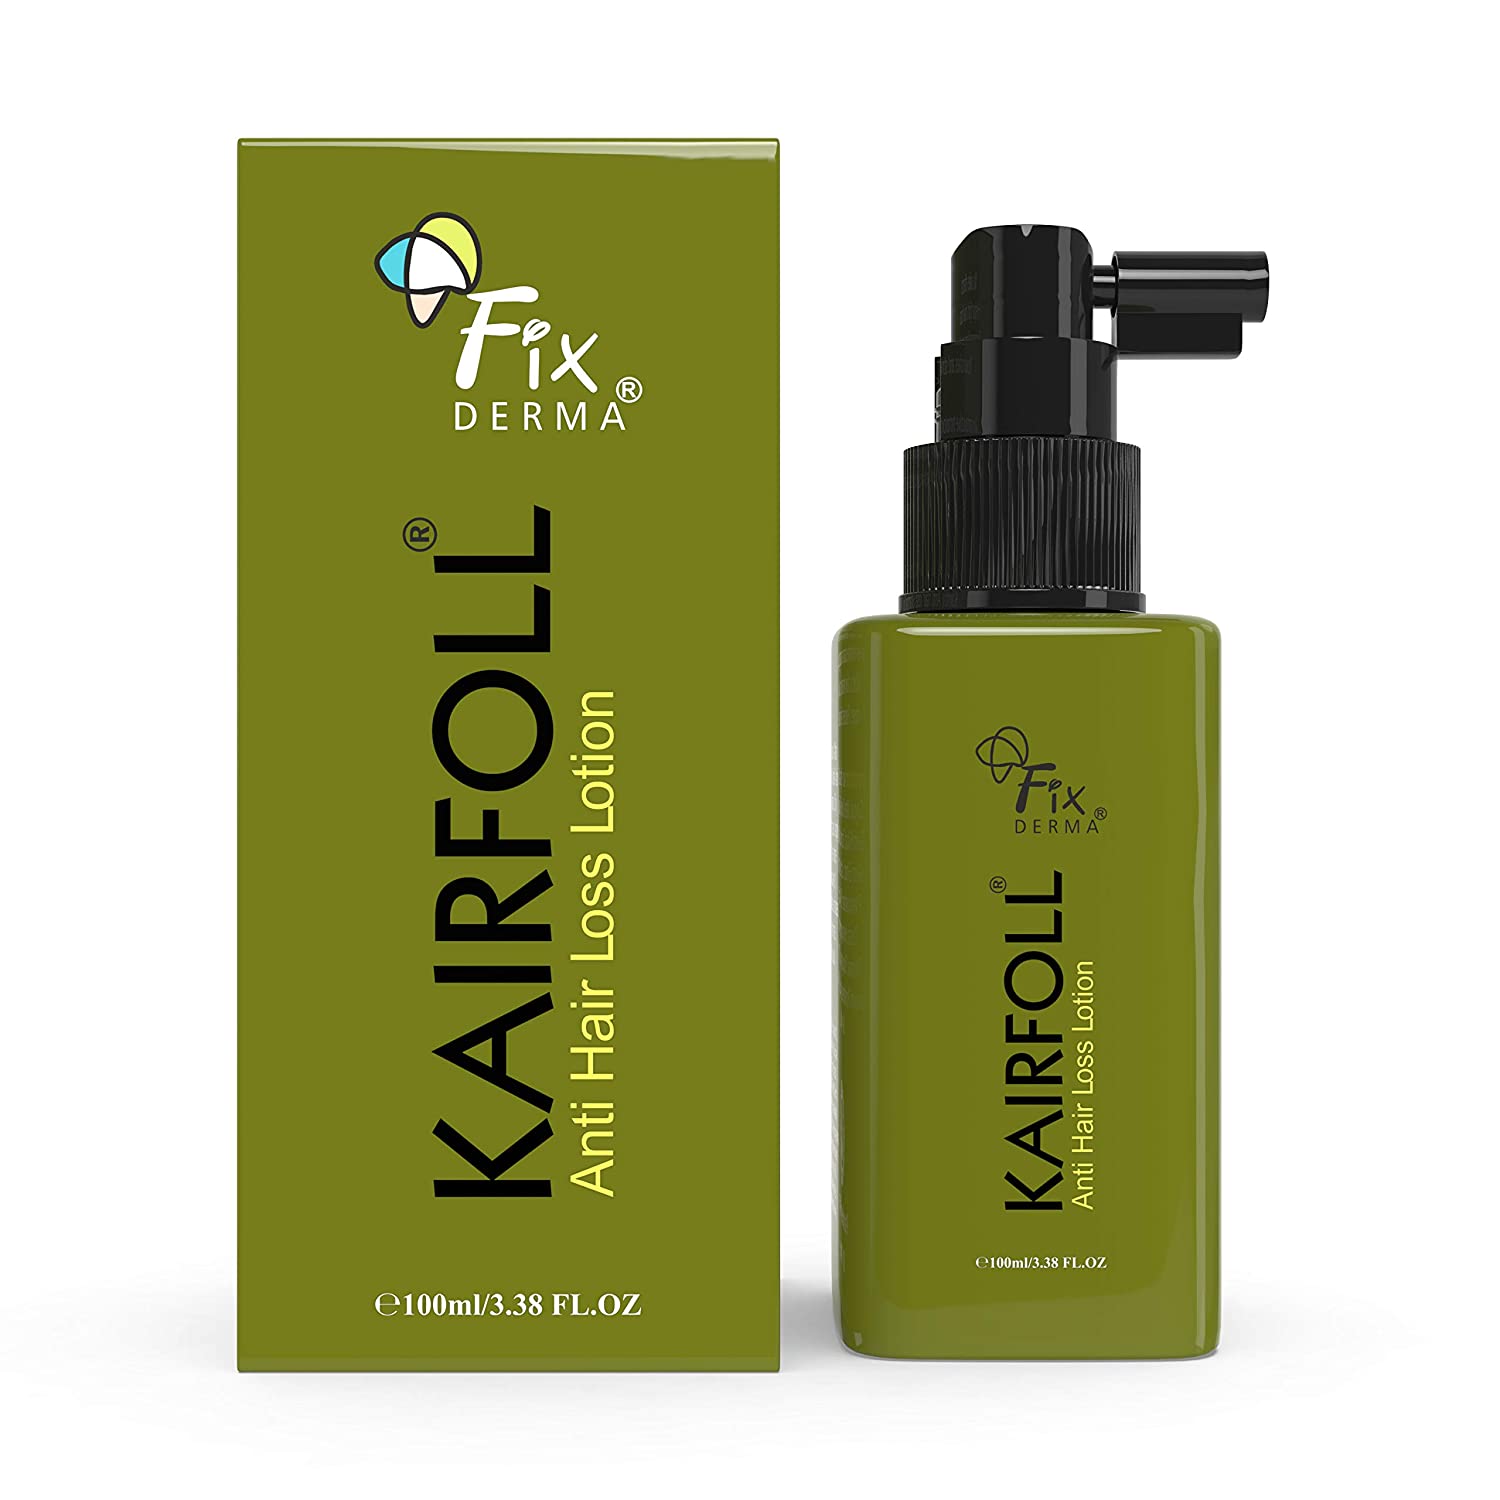 Fix
DERMA®
KAIRFOLL®
Anti Hair Loss Lotion
℮100ml/3.38 FL.OZ
Fix
DERMA®
KAIRFOLL®
Anti Hair Loss Lotion
℮100ml/3.38 FL.OZ